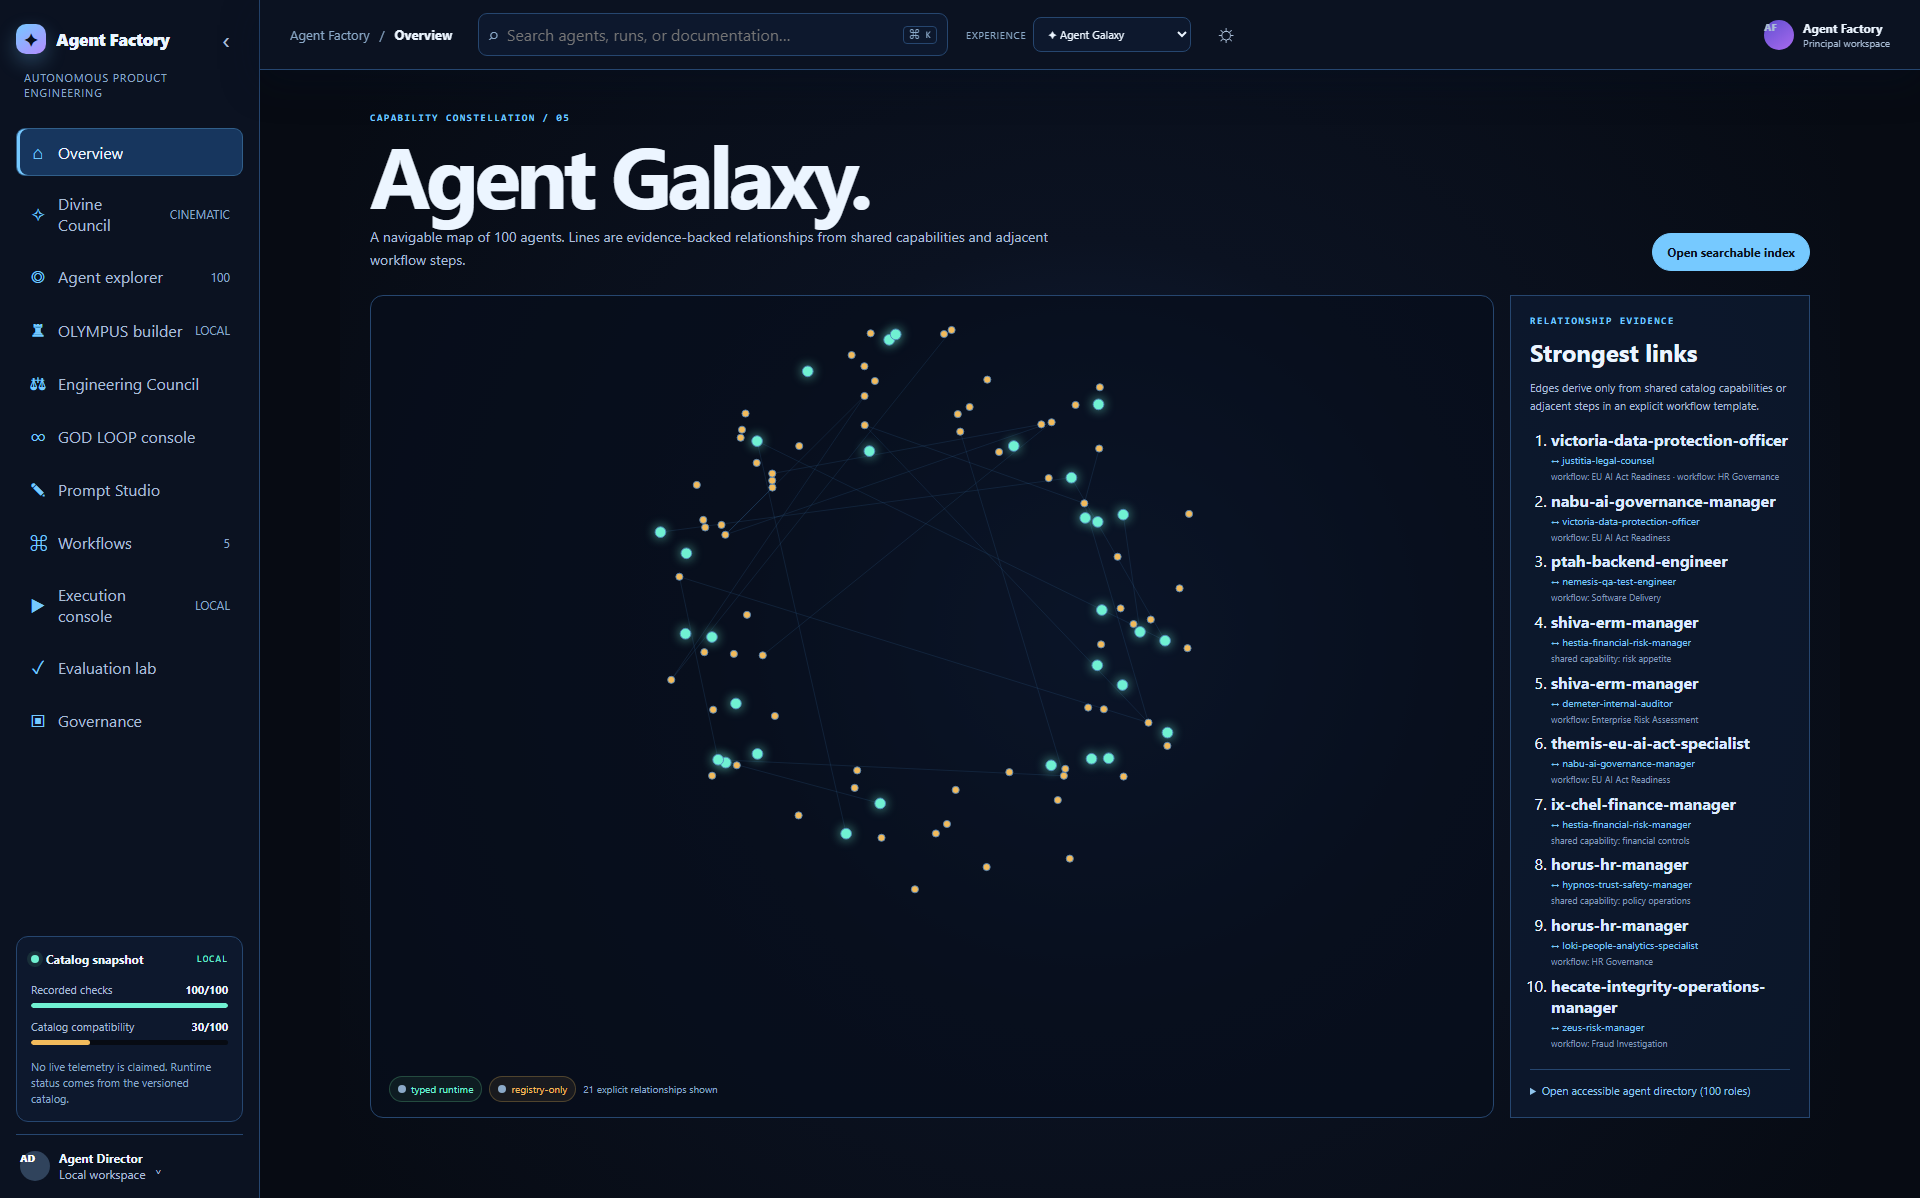 Agent Factory
AUTONOMOUS PRODUCT
ENGINEERING
Overview
Divine
Council
CINEMATIC
Agent explorer
100
OLYMPUS builder
LOCAL
Engineering Council
GOD LOOP console
Prompt Studio
Workflows
5
Execution
console
LOCAL
Evaluation lab
Governance
Catalog snapshot
LOCAL
Recorded checks
100/100
Catalog compatibility
30/100
No live telemetry is claimed. Runtime
status comes from the versioned
catalog.
AD
Agent Director
Local workspace
Agent Factory / Overview
Search agents, runs, or documentation...
⌘ K
EXPERIENCE
✦ Agent Galaxy
AF
Agent Factory
Principal workspace
CAPABILITY CONSTELLATION / 05
Agent Galaxy.
A navigable map of 100 agents. Lines are evidence-backed relationships from shared capabilities and adjacent
workflow steps.
Open searchable index
typed runtime
registry-only
21 explicit relationships shown
RELATIONSHIP EVIDENCE
Strongest links
Edges derive only from shared catalog capabilities or
adjacent steps in an explicit workflow template.
1. victoria-data-protection-officer
↔ justitia-legal-counsel
workflow: EU AI Act Readiness · workflow: HR Governance
2. nabu-ai-governance-manager
↔ victoria-data-protection-officer
workflow: EU AI Act Readiness
3. ptah-backend-engineer
↔ nemesis-qa-test-engineer
workflow: Software Delivery
4. shiva-erm-manager
↔ hestia-financial-risk-manager
shared capability: risk appetite
5. shiva-erm-manager
↔ demeter-internal-auditor
workflow: Enterprise Risk Assessment
6. themis-eu-ai-act-specialist
↔ nabu-ai-governance-manager
workflow: EU AI Act Readiness
7. ix-chel-finance-manager
↔ hestia-financial-risk-manager
shared capability: financial controls
8. horus-hr-manager
↔ hypnos-trust-safety-manager
shared capability: policy operations
9. horus-hr-manager
↔ loki-people-analytics-specialist
workflow: HR Governance
10. hecate-integrity-operations-
manager
↔ zeus-risk-manager
workflow: Fraud Investigation
Open accessible agent directory (100 roles)